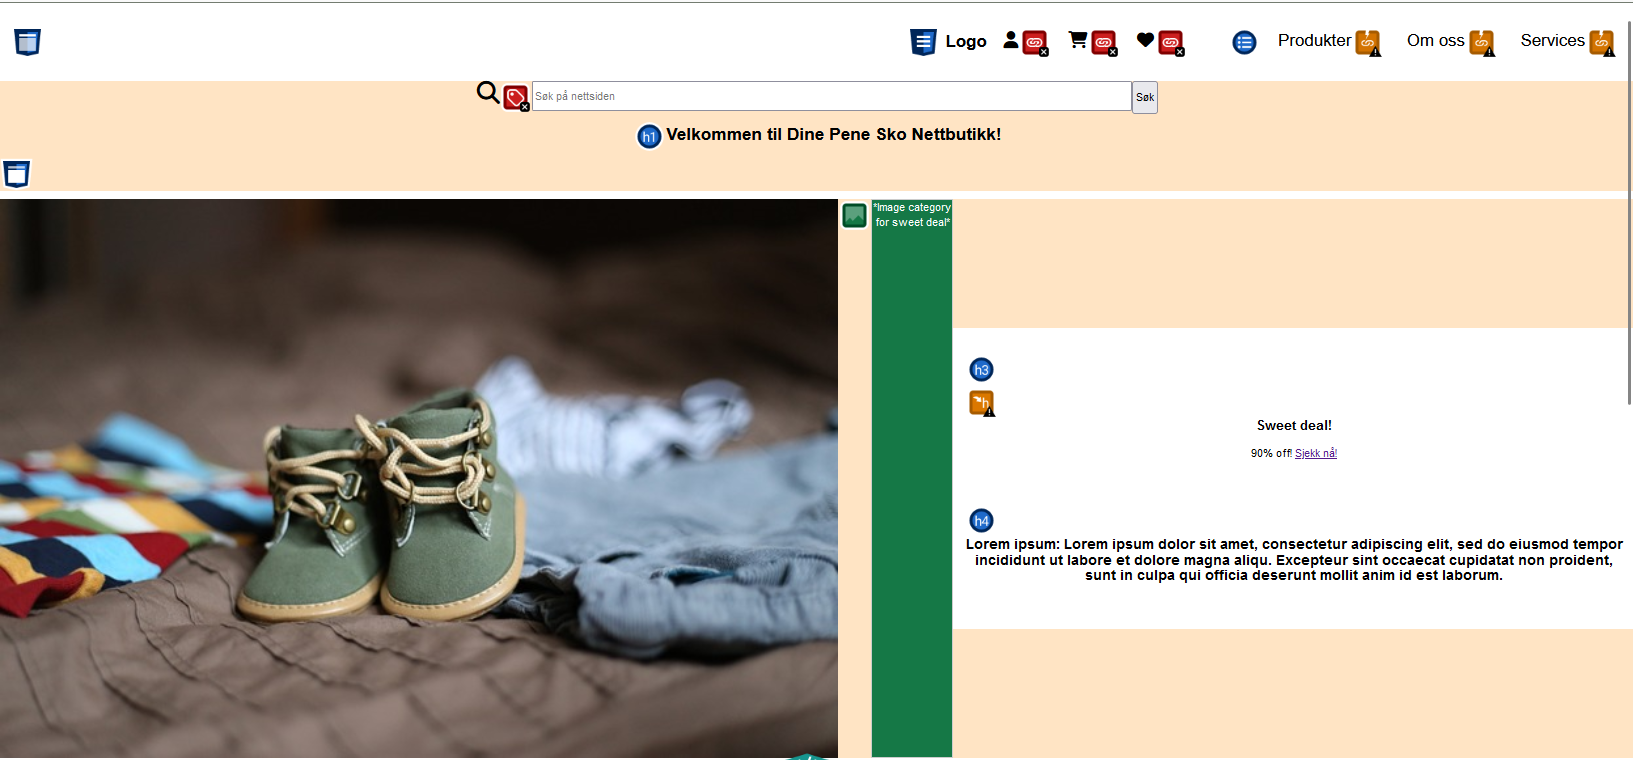 Logo
Produkter
Om oss
Services
Søk på nettsiden
Søk
h1 Velkommen til Dine Pene Sko Nettbutikk!
*Image category
for sweet deal*
h3
h
Sweet deal!
90% off! Sjekk nå!
h4
Lorem ipsum: Lorem ipsum dolor sit amet, consectetur adipiscing elit, sed do eiusmod tempor
incididunt ut labore et dolore magna aliqu. Excepteur sint occaecat cupidatat non proident,
sunt in culpa qui officia deserunt mollit anim id est laborum.